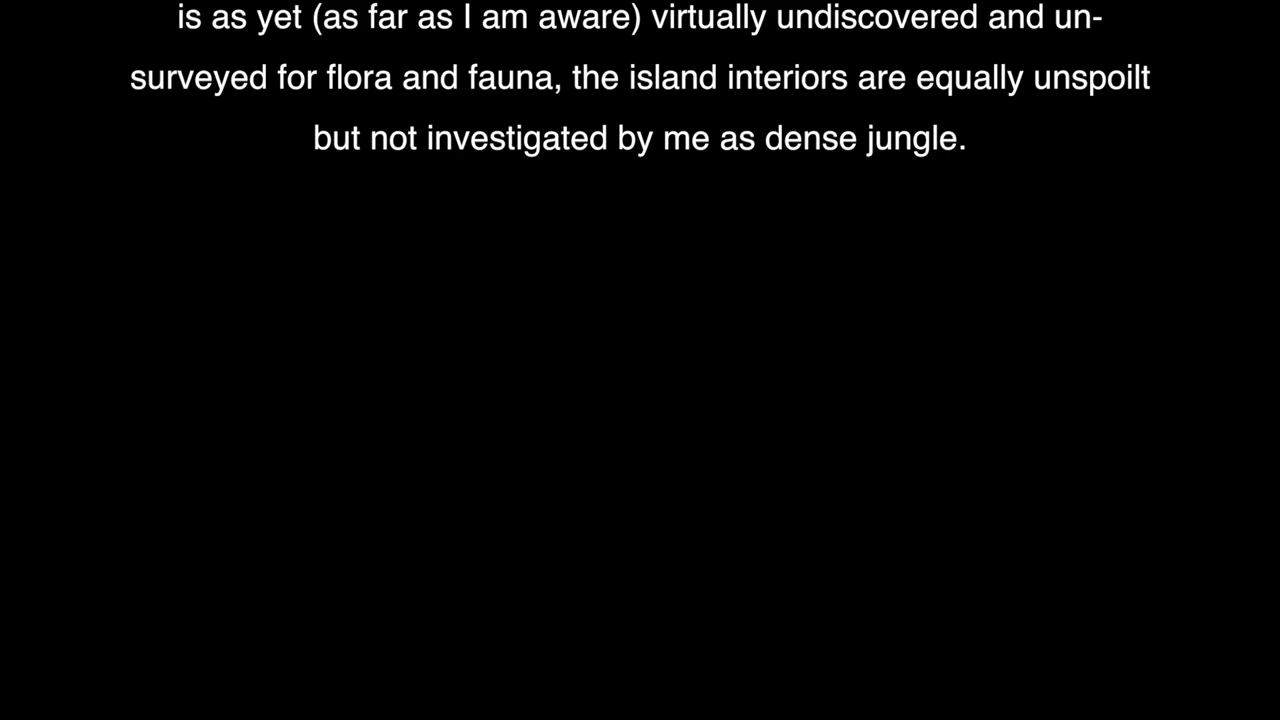 is as yet (as far as I am aware) virtually undiscovered and un-
surveyed for flora and fauna, the island interiors are equally unspoilt
but not investigated by me as dense jungle.